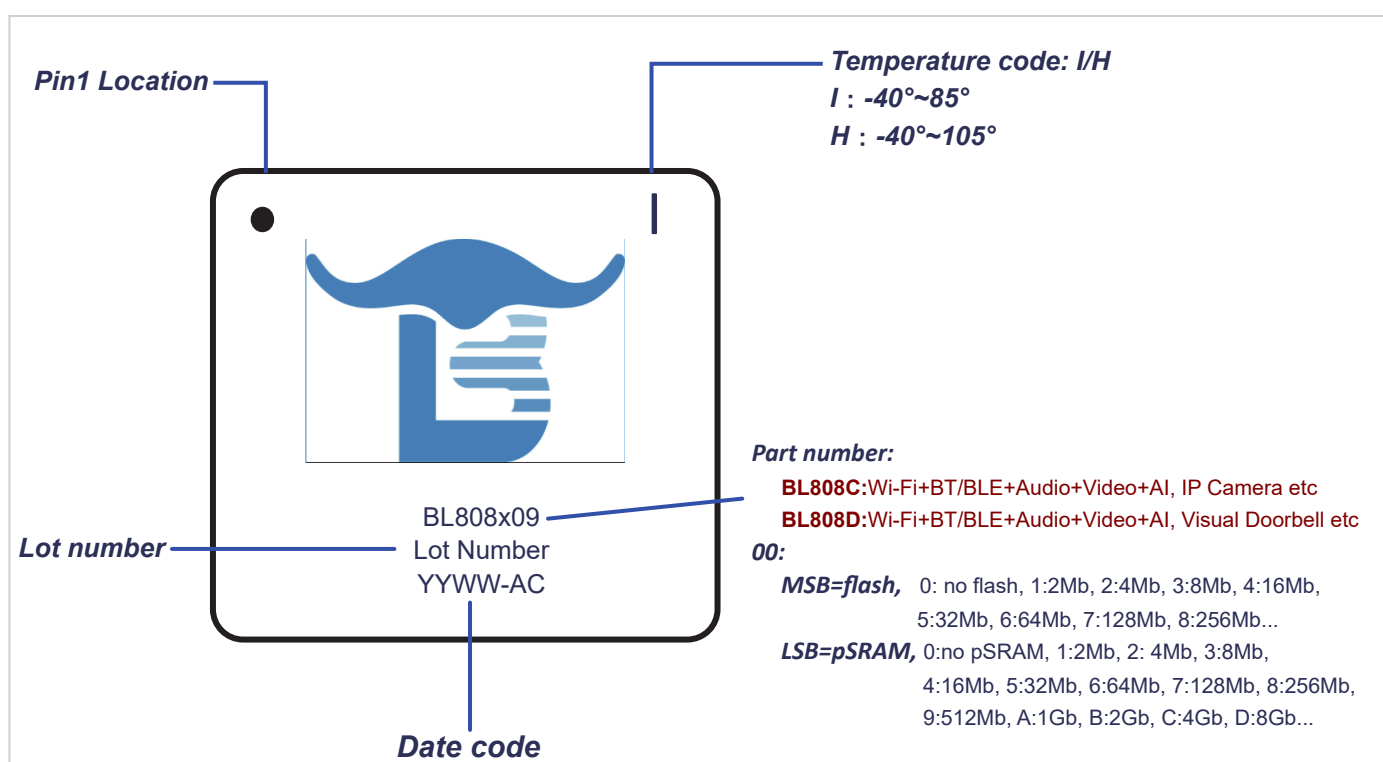 Pin1 Location
Temperature code: I/H
I : -40°~85°
H : -40°~105°
I
BL808x09
Lot Number
YYWW-AC
Lot number
Date code
Part number:
BL808C:Wi-Fi+BT/BLE+Audio+Video+AI, IP Camera etc
BL808D:Wi-Fi+BT/BLE+Audio+Video+AI, Visual Doorbell etc
00:
MSB=flash, 0: no flash, 1:2Mb, 2:4Mb, 3:8Mb, 4:16Mb,
5:32Mb, 6:64Mb, 7:128Mb, 8:256Mb...
LSB=pSRAM, 0:no pSRAM, 1:2Mb, 2: 4Mb, 3:8Mb,
4:16Mb, 5:32Mb, 6:64Mb, 7:128Mb, 8:256Mb,
9:512Mb, A:1Gb, B:2Gb, C:4Gb, D:8Gb...